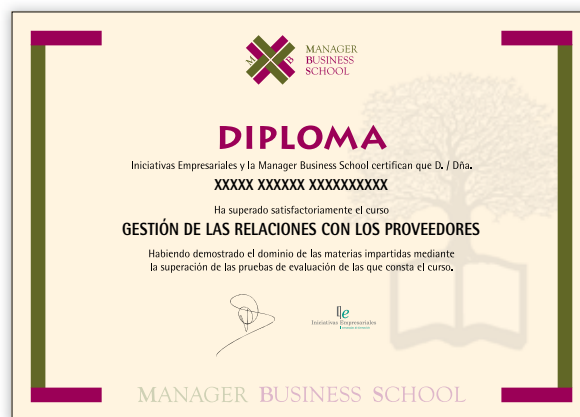 M B
MANAGER
BUSINESS
SCHOOL
DIPLOMA
Iniciativas Empresariales y la Manager Business School certifican que D. / Dña.
XXXXX XXXXXX XXXXXXXXXX
Ha superado satisfactoriamente el curso
GESTIÓN DE LAS RELACIONES CON LOS PROVEEDORES
Habiendo demostrado el dominio de las materias impartidas mediante
la superación de las pruebas de evaluación de las que consta el curso.
Ile
Iniciativas Empresariales
MANAGER BUSINESS SCHOOL